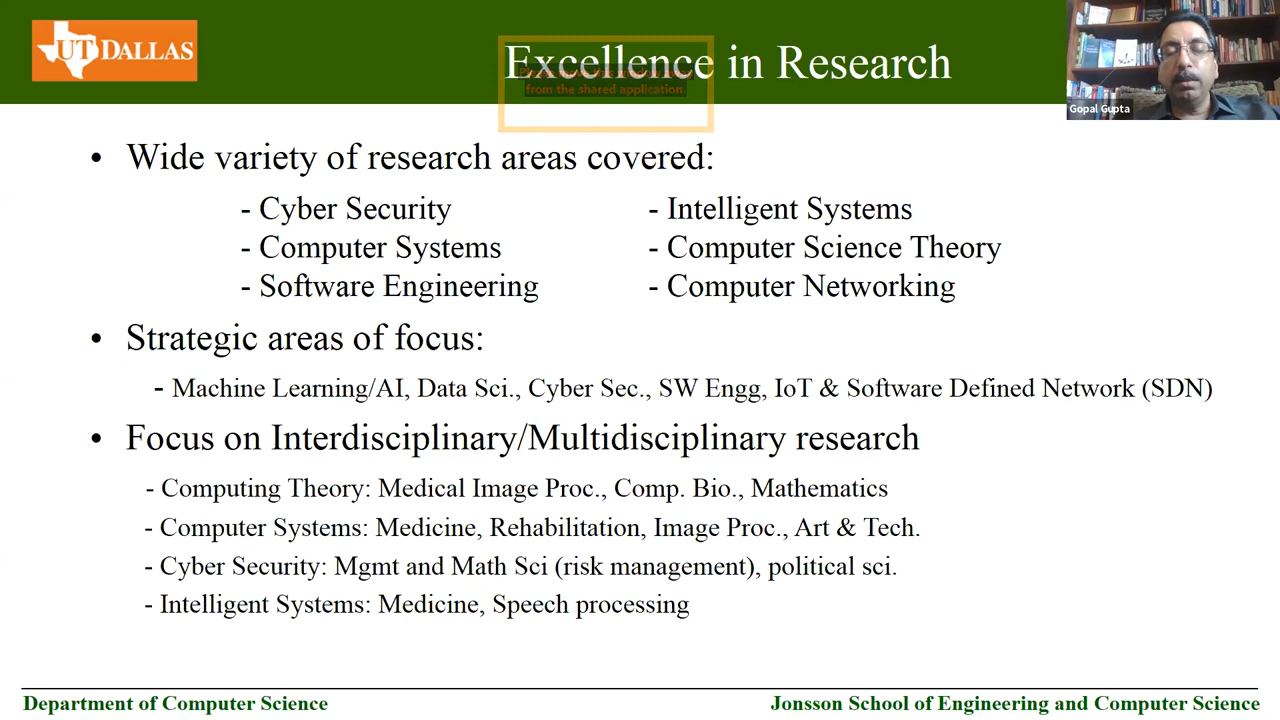 UT DALLAS
Excellence in Research
from the shared application.
Gopal Gupta
• Wide variety of research areas covered:
- Cyber Security
- Intelligent Systems
- Computer Systems
- Computer Science Theory
- Software Engineering
- Computer Networking
• Strategic areas of focus:
- Machine Learning/AI, Data Sci., Cyber Sec., SW Engg, IoT & Software Defined Network (SDN)
• Focus on Interdisciplinary/Multidisciplinary research
- Computing Theory: Medical Image Proc., Comp. Bio., Mathematics
- Computer Systems: Medicine, Rehabilitation, Image Proc., Art & Tech.
- Cyber Security: Mgmt and Math Sci (risk management), political sci.
- Intelligent Systems: Medicine, Speech processing
Department of Computer Science
Jonsson School of Engineering and Computer Science